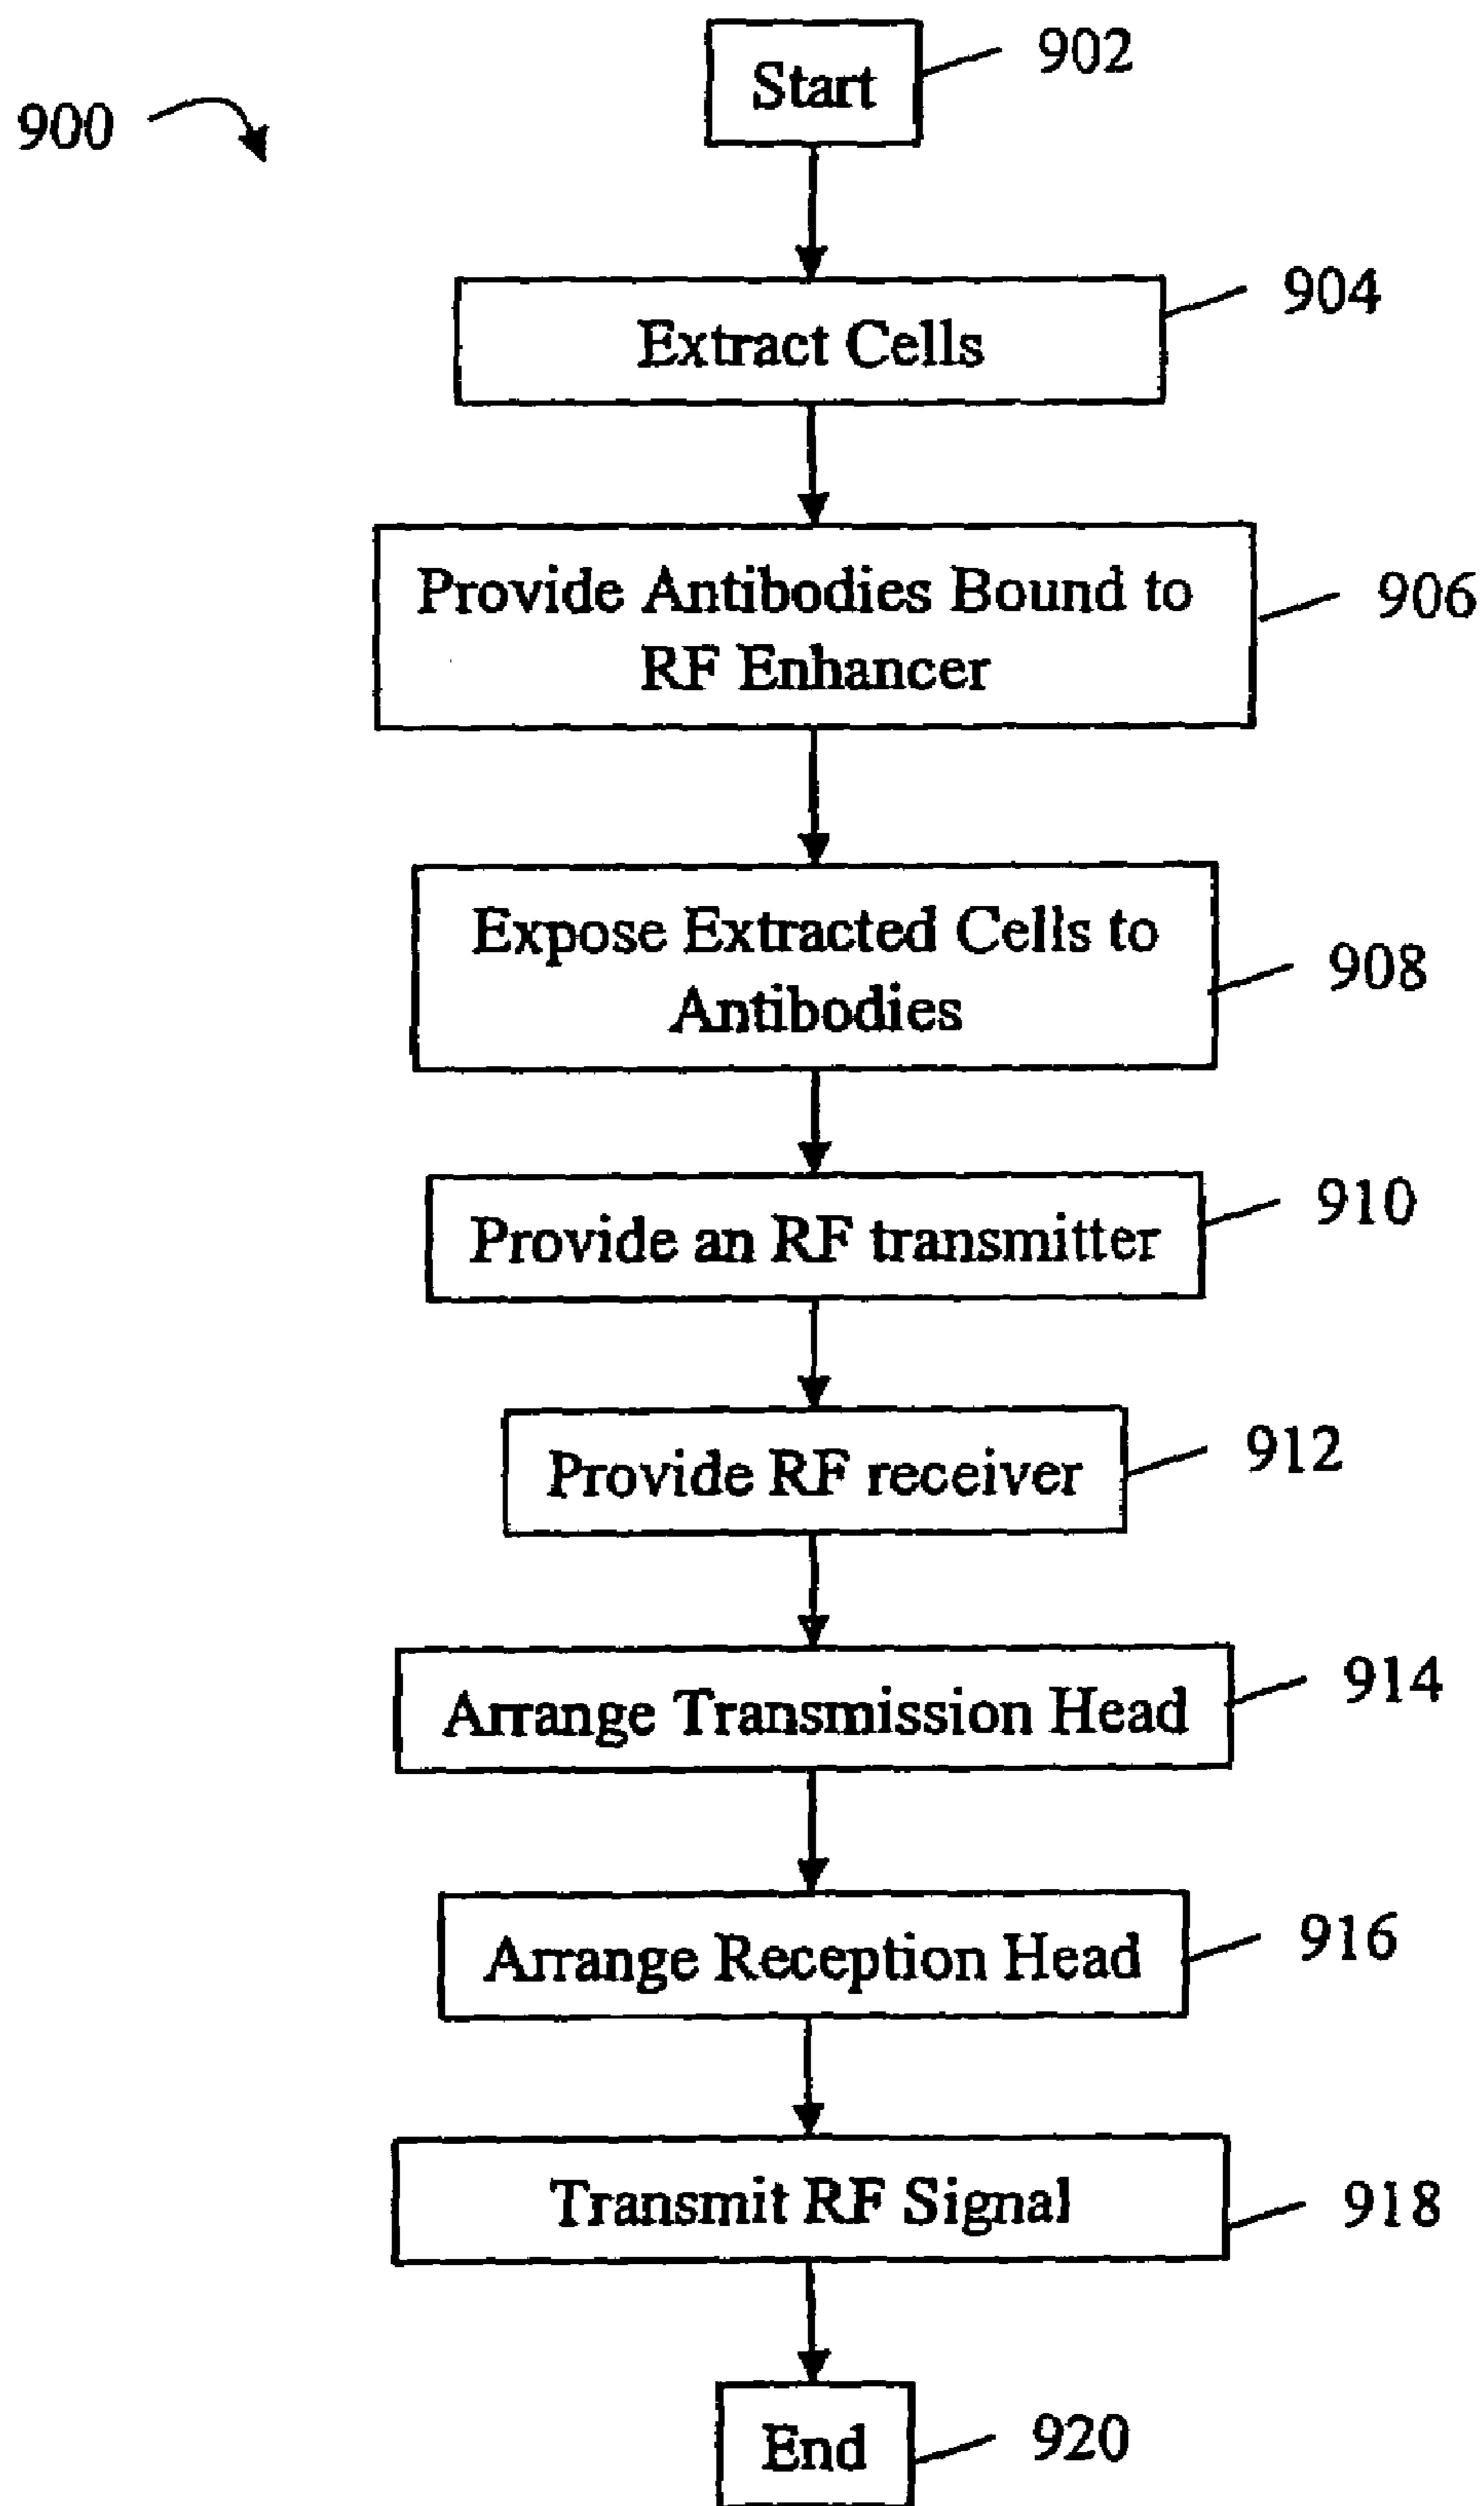 900
Start
902
Extract Cells
904
Provide Antibodies Bound to
RF Enhancer
906
Expose Extracted Cells to
Antibodies
908
Provide an RF transmitter
910
Provide RF receiver
912
Arrange Transmission Head
914
Arrange Reception Head
916
Transmit RF Signal
918
End
920